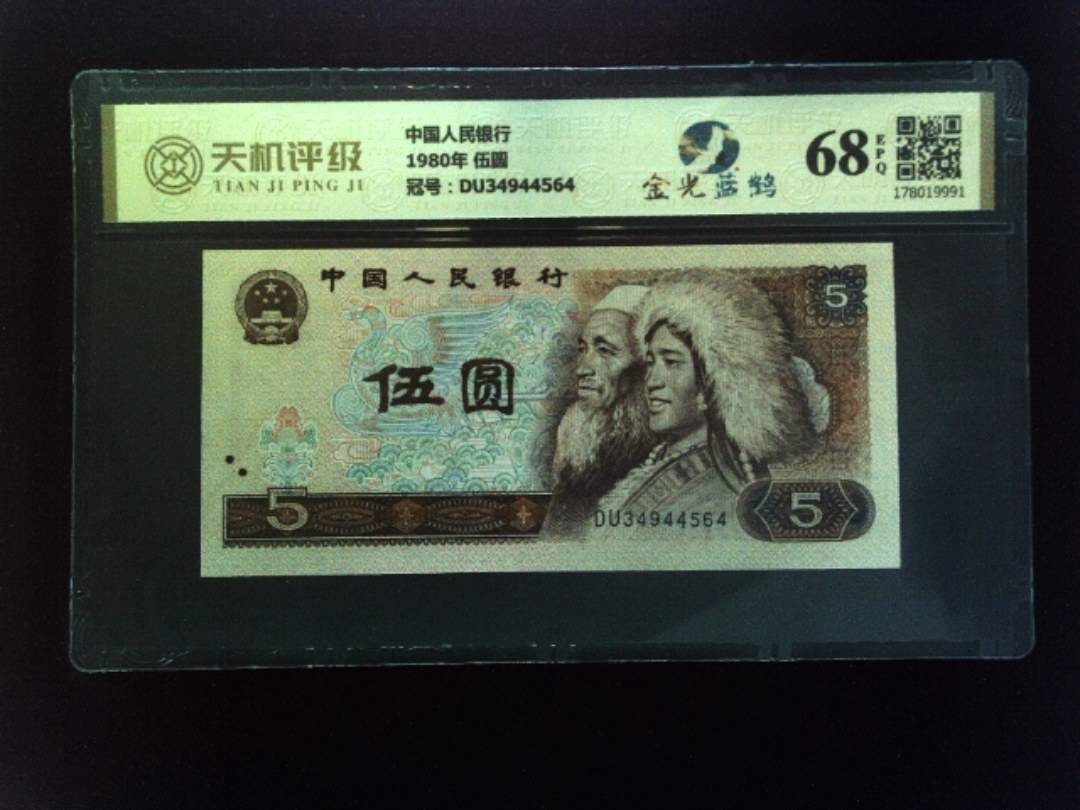 天机评级
TIAN JI PING JI
中国人民银行
1980年 伍圆
冠号：DU34944564
金光蓝鹤
68
EPQ
178019991
中国人民银行
5
伍圆
5
DU34944564
5